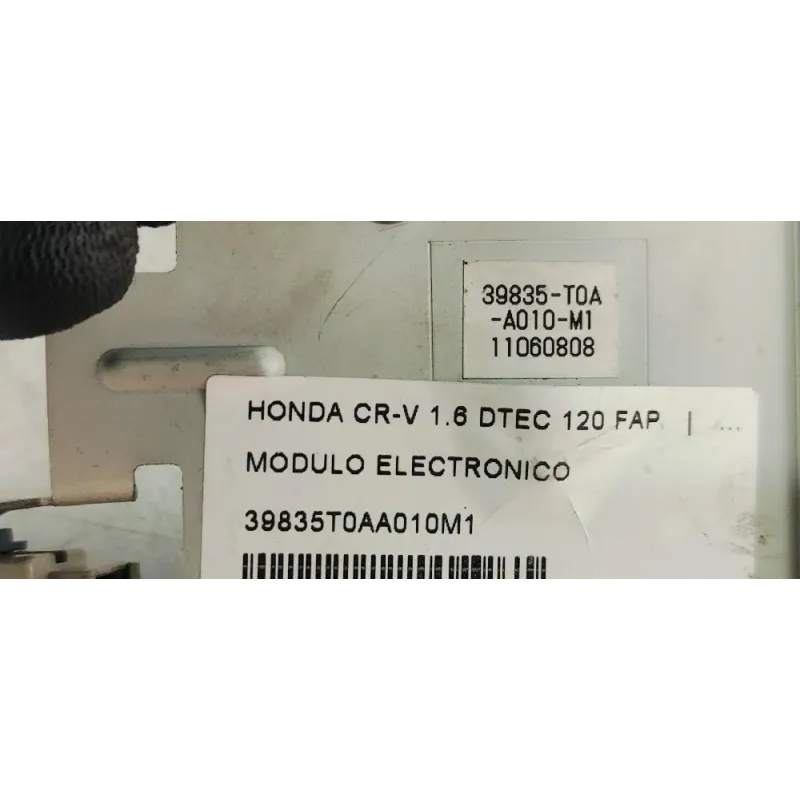 39835-T0A
-A010-M1
11060808
HONDA CR-V 1.6 DTEC 120 FAP | ...
MODULO ELECTRONICO
39835T0AA010M1